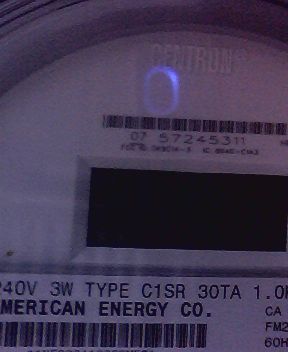 CENTRON
07 57245311
240V 3W TYPE C1SR 30TA 1.0
AMERICAN ENERGY CO.
CA
FM2
60H